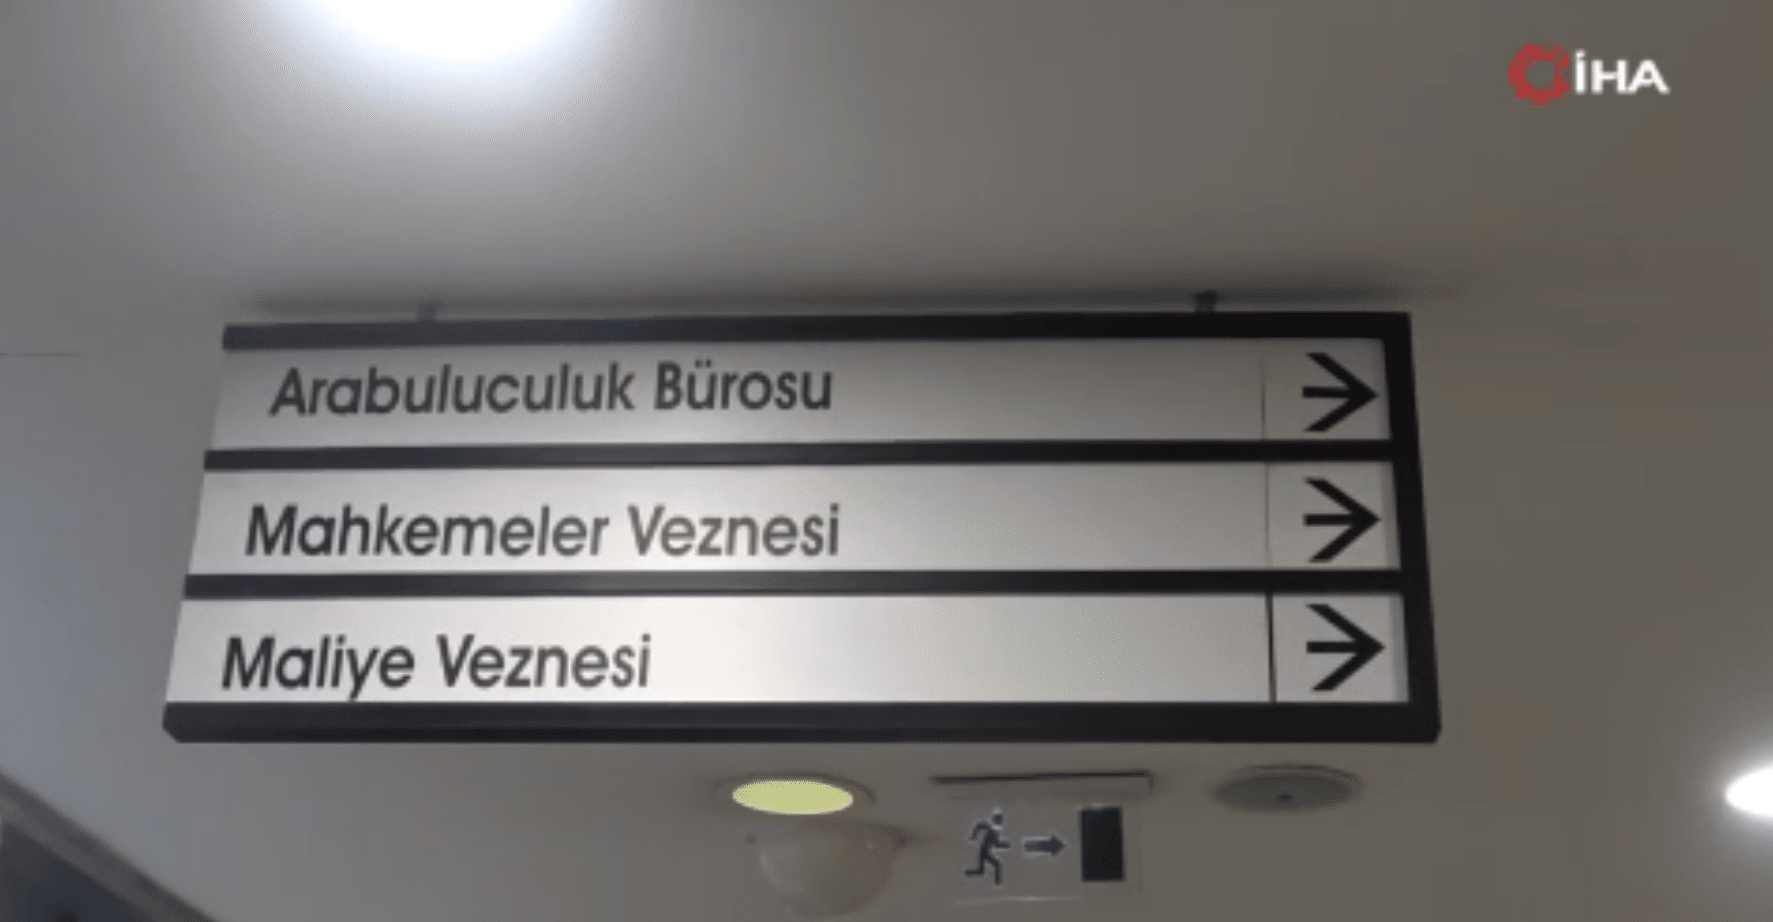 İHA
Arabuluculuk Bürosu
Mahkemeler Veznesi
Maliye Veznesi